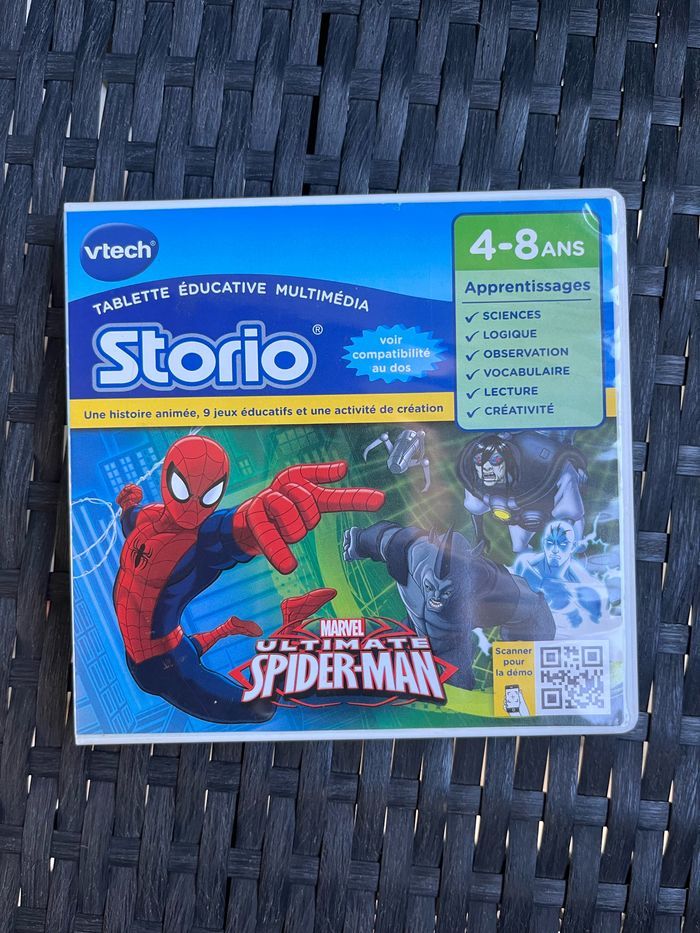 vtech®
TABLETTE ÉDUCATIVE MULTIMÉDIA
Storio®
voir
compatibilité
au dos
4-8 ANS
Apprentissages
✓ SCIENCES
✓ LOGIQUE
✓ OBSERVATION
✓ VOCABULAIRE
✓ LECTURE
✓ CRÉATIVITÉ
Une histoire animée, 9 jeux éducatifs et une activité de création
MARVEL
ULTIMATE
SPIDER-MAN
Scanner
pour
la démo